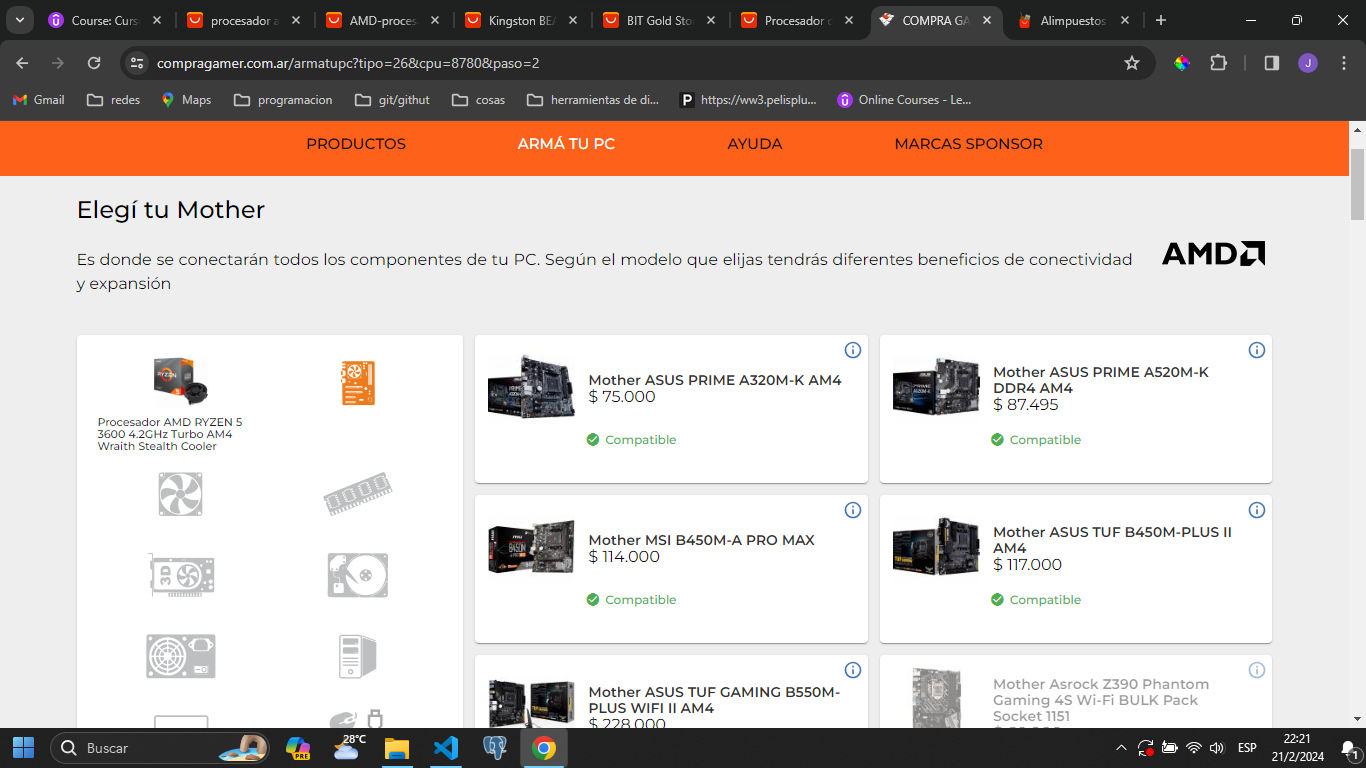 Course: Curs
procesador a
AMD-proces
Kingston BEA
BIT Gold Sto
Procesador d
COMPRA GA
Alimpuestos
compragamer.com.ar/armatupc?tipo=26&cpu=8780&paso=2
J
Gmail
redes
Maps
programacion
git/githut
cosas
herramientas de di...
P
https://ww3.pelisplu...
Online Courses - Le...
PRODUCTOS
ARMÁ TU PC
AYUDA
MARCAS SPONSOR
Elegí tu Mother
Es donde se conectarán todos los componentes de tu PC. Según el modelo que elijas tendrás diferentes beneficios de conectividad
y expansión
AMD
RYZEN
Procesador AMD RYZEN 5
3600 4.2GHz Turbo AM4
Wraith Stealth Cooler
3D
Mother ASUS PRIME A320M-K AM4
$ 75.000
Compatible
Mother ASUS PRIME A520M-K
DDR4 AM4
$ 87.495
Compatible
Mother MSI B450M-A PRO MAX
$ 114.000
Compatible
Mother ASUS TUF B450M-PLUS II
AM4
$ 117.000
Compatible
Mother ASUS TUF GAMING B550M-
PLUS WIFI II AM4
$ 228.000
Mother Asrock Z390 Phantom
Gaming 4S Wi-Fi BULK Pack
Socket 1151
Buscar
PRE
28°C
ESP
22:21
21/2/2024
1